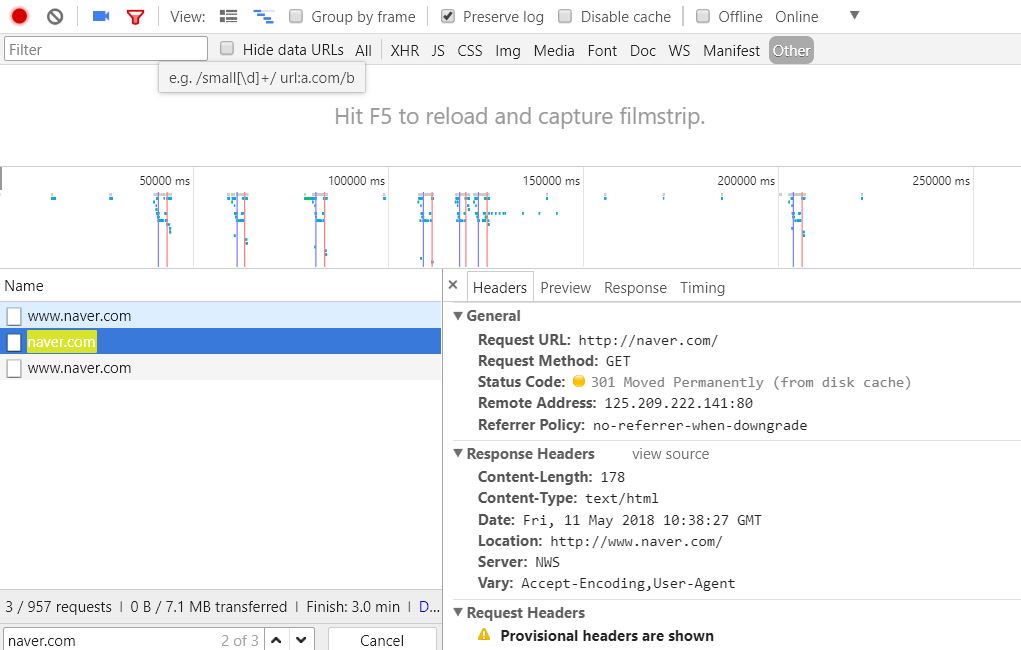 View: Group by frame Preserve log Disable cache Offline Online
Filter Hide data URLs All XHR JS CSS Img Media Font Doc WS Manifest Other
e.g. /small[\d]+/ url:a.com/b
Hit F5 to reload and capture filmstrip.
50000 ms 100000 ms 150000 ms 200000 ms 250000 ms
Name
www.naver.com
naver.com
www.naver.com
3 / 957 requests | 0 B / 7.1 MB transferred | Finish: 3.0 min | D...
naver.com 2 of 3 Cancel
× Headers Preview Response Timing
General
Request URL: http://naver.com/
Request Method: GET
Status Code: 301 Moved Permanently (from disk cache)
Remote Address: 125.209.222.141:80
Referrer Policy: no-referrer-when-downgrade
Response Headers view source
Content-Length: 178
Content-Type: text/html
Date: Fri, 11 May 2018 10:38:27 GMT
Location: http://www.naver.com/
Server: NWS
Vary: Accept-Encoding,User-Agent
Request Headers
Provisional headers are shown